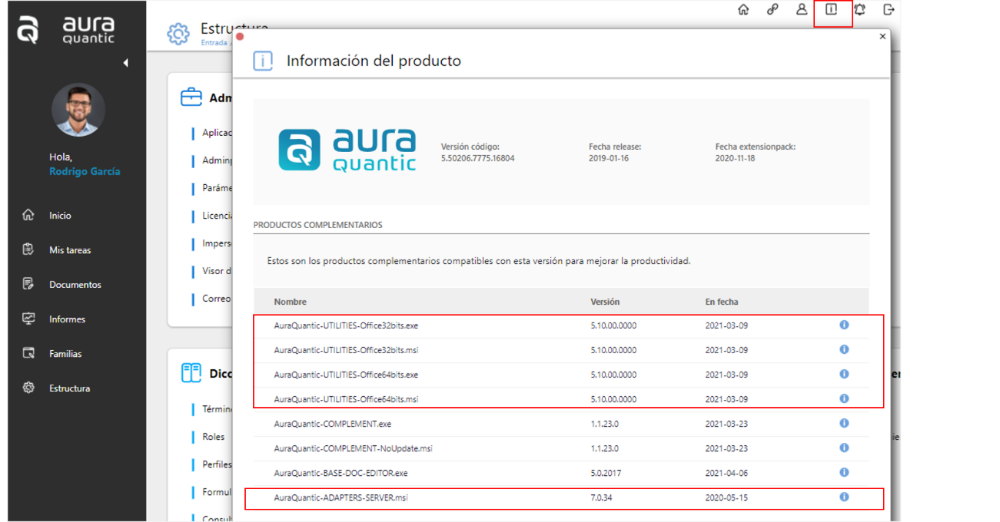 aura
quantic
Hola,
Rodrigo García
Inicio
Mis tareas
Documentos
Informes
Familias
Estructura
Entrada /
Información del producto
aura
quantic
Versión código:
5.50206.7775.16804
Fecha release:
2019-01-16
Fecha extensionpack:
2020-11-18
PRODUCTOS COMPLEMENTARIOS
Estos son los productos complementarios compatibles con esta versión para mejorar la productividad.
Nombre Versión En fecha
AuraQuantic-UTILITIES-Office32bits.exe 5.10.00.0000 2021-03-09
AuraQuantic-UTILITIES-Office32bits.msi 5.10.00.0000 2021-03-09
AuraQuantic-UTILITIES-Office64bits.exe 5.10.00.0000 2021-03-09
AuraQuantic-UTILITIES-Office64bits.msi 5.10.00.0000 2021-03-09
AuraQuantic-COMPLEMENT.exe 1.1.23.0 2021-03-23
AuraQuantic-COMPLEMENT-NoUpdate.msi 1.1.23.0 2021-03-23
AuraQuantic-BASE-DOC-EDITOR.exe 5.0.2017 2021-04-06
AuraQuantic-ADAPTERS-SERVER.msi 7.0.34 2020-05-15
Adm
Aplicac
Admin
Paráme
Licenci
Impers
Visor d
Correo
Dicc
Términ
Roles
Perfiles
Formul